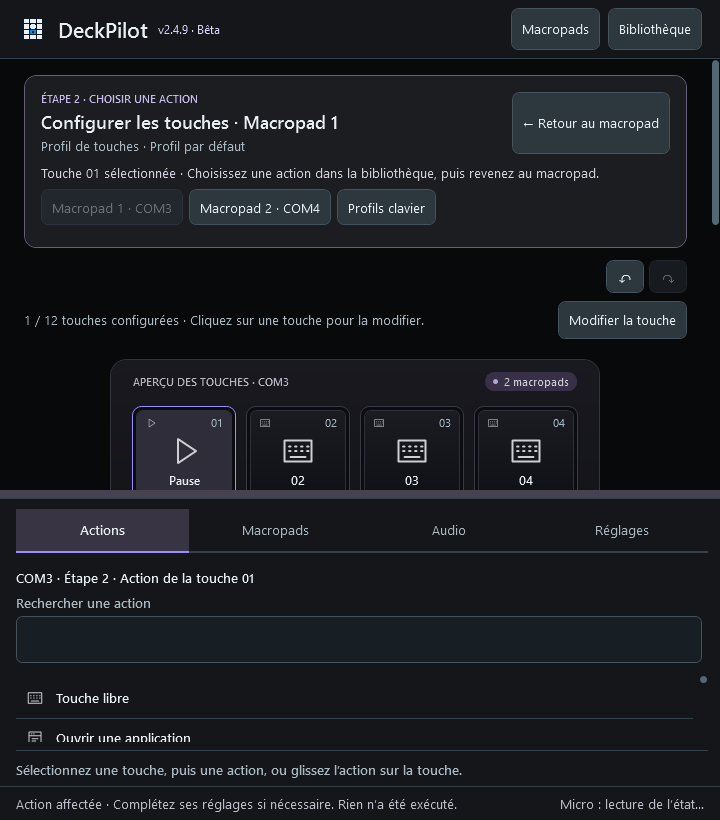 DeckPilot v2.4.9 · Bêta Macropads Bibliothèque
ÉTAPE 2 · CHOISIR UNE ACTION
Configurer les touches · Macropad 1
← Retour au macropad
Profil de touches · Profil par défaut
Touche 01 sélectionnée · Choisissez une action dans la bibliothèque, puis revenez au macropad.
Macropad 1 · COM3 Macropad 2 · COM4 Profils clavier
1 / 12 touches configurées · Cliquez sur une touche pour la modifier. Modifier la touche
APERÇU DES TOUCHES · COM3 2 macropads
01 02 03 04
Pause 02 03 04
Actions Macropads Audio Réglages
COM3 · Étape 2 · Action de la touche 01
Rechercher une action
Touche libre
Ouvrir une application
Sélectionnez une touche, puis une action, ou glissez l'action sur la touche.
Action affectée · Complétez ses réglages si nécessaire. Rien n'a été exécuté. Micro : lecture de l'état...